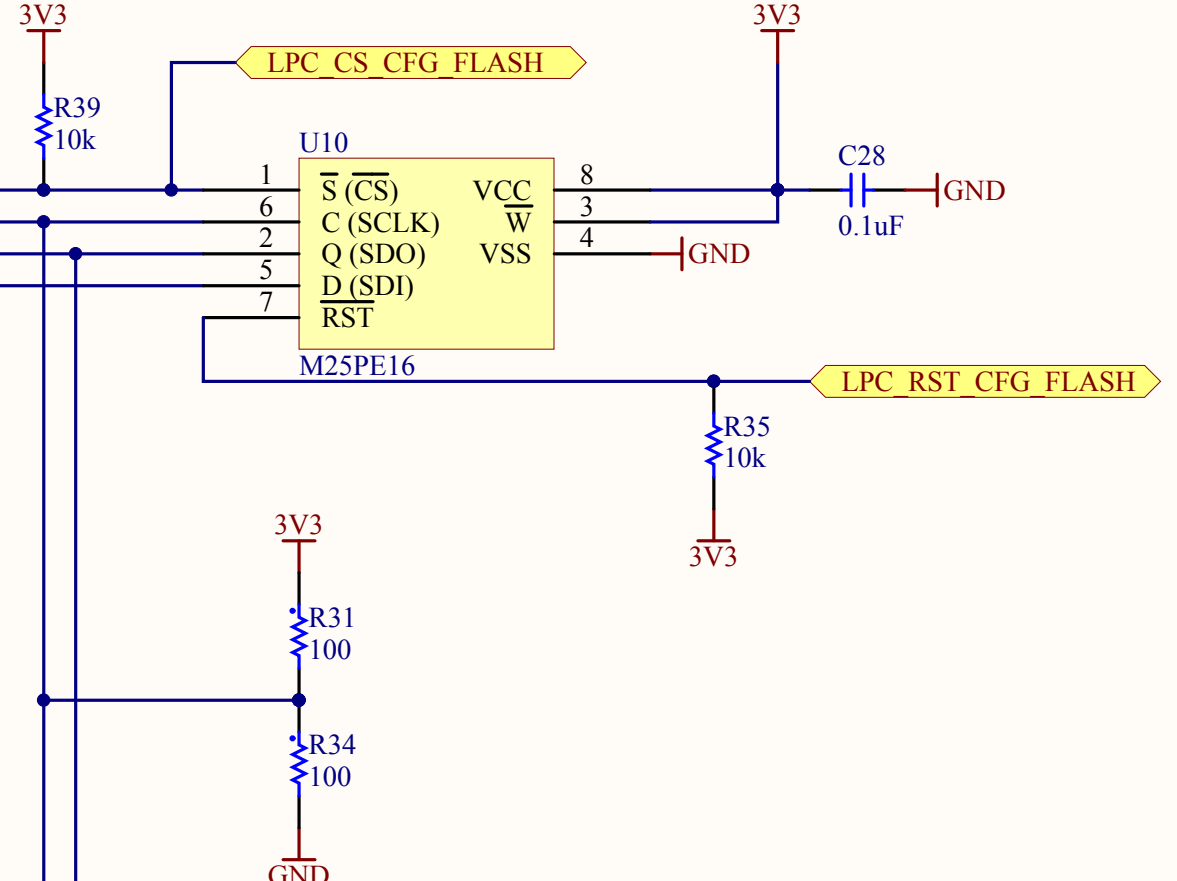 3V3
3V3
LPC_CS_CFG_FLASH
R39
10k
U10
C28
0.1uF
GND
1
6
2
5
7
S (CS)
C (SCLK)
Q (SDO)
D (SDI)
RST
VCC
W
VSS
8
3
4
GND
M25PE16
LPC_RST_CFG_FLASH
R35
10k
3V3
3V3
R31
100
R34
100
GND